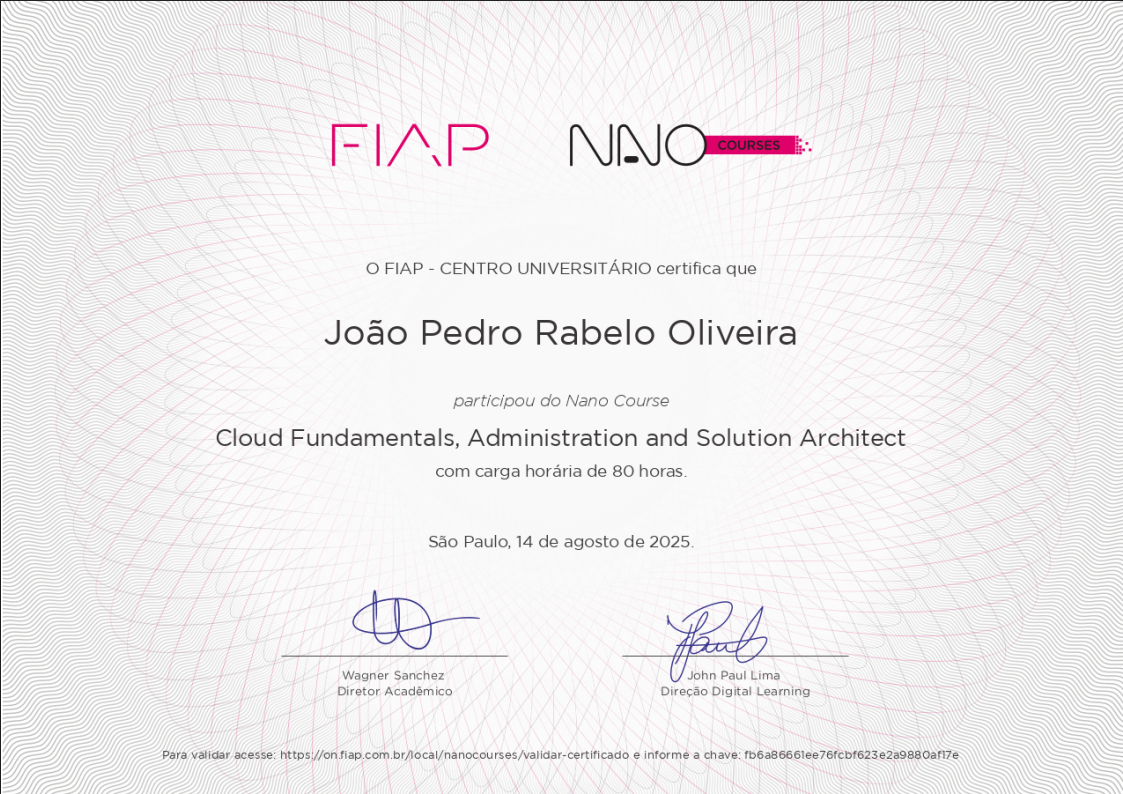 FIAP NANO COURSES
O FIAP - CENTRO UNIVERSITÁRIO certifica que
João Pedro Rabelo Oliveira
participou do Nano Course
Cloud Fundamentals, Administration and Solution Architect
com carga horária de 80 horas.
São Paulo, 14 de agosto de 2025.
Wagner Sanchez
Diretor Acadêmico
John Paul Lima
Direção Digital Learning
Para validar acesse: https://on.fiap.com.br/local/nanocourses/validar-certificado e informe a chave: fb6a86661ee76fcbf623e2a9880af17e